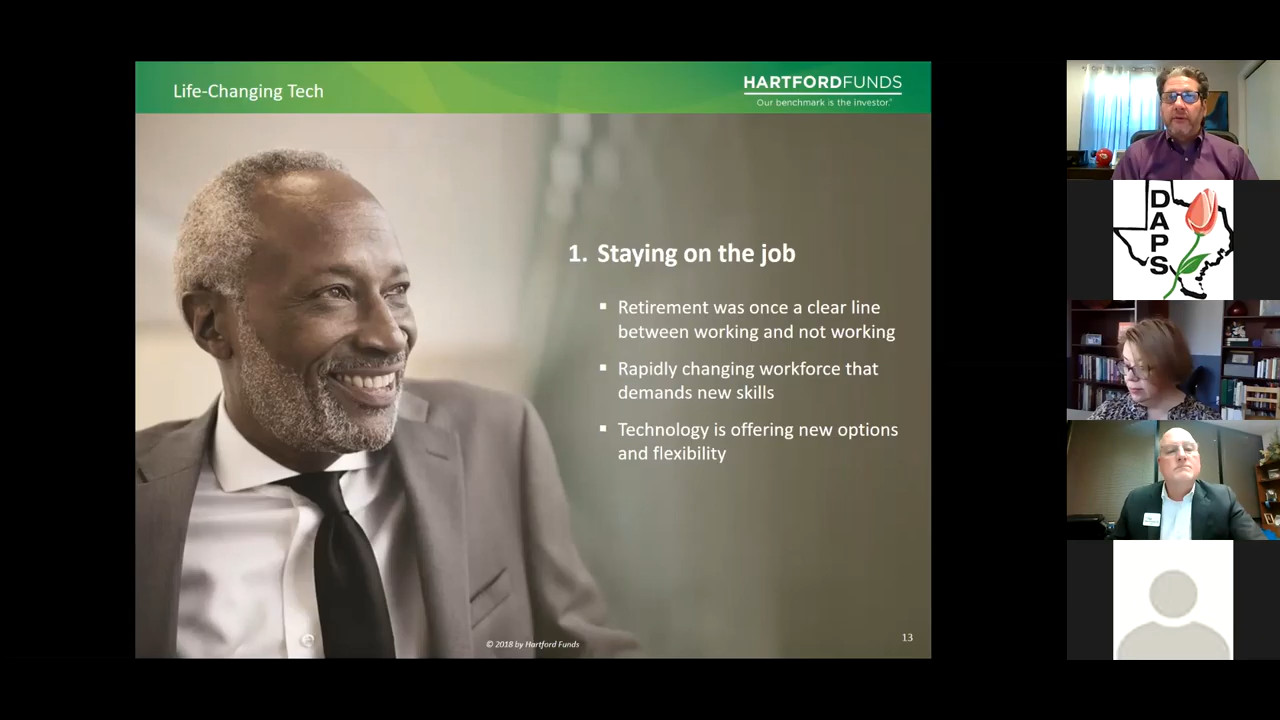 Life-Changing Tech
HARTFORDFUNDS
Our benchmark is the investor.®
1. Staying on the job
▪ Retirement was once a clear line
between working and not working
▪ Rapidly changing workforce that
demands new skills
▪ Technology is offering new options
and flexibility
© 2018 by Hartford Funds
13
DAPS